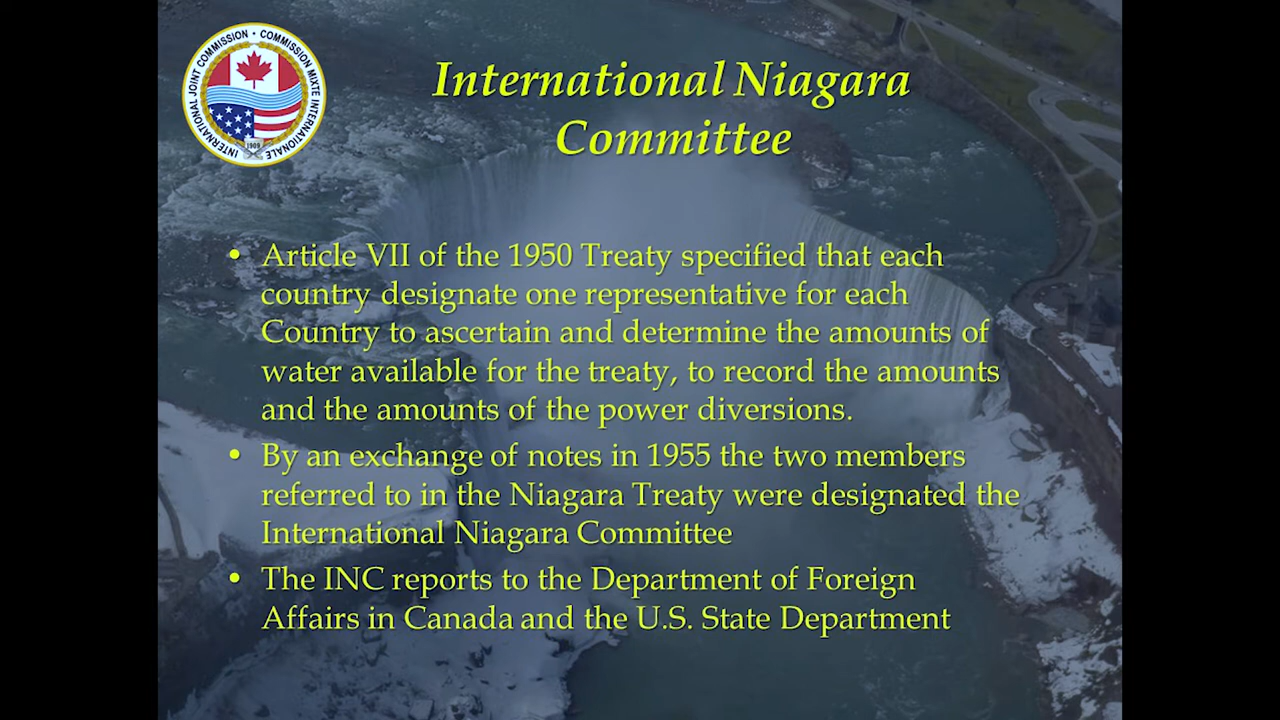 INTERNATIONAL JOINT COMMISSION • COMMISSION MIXTE INTERNATIONALE
1909
International Niagara
Committee
• Article VII of the 1950 Treaty specified that each
country designate one representative for each
Country to ascertain and determine the amounts of
water available for the treaty, to record the amounts
and the amounts of the power diversions.
• By an exchange of notes in 1955 the two members
referred to in the Niagara Treaty were designated the
International Niagara Committee
• The INC reports to the Department of Foreign
Affairs in Canada and the U.S. State Department